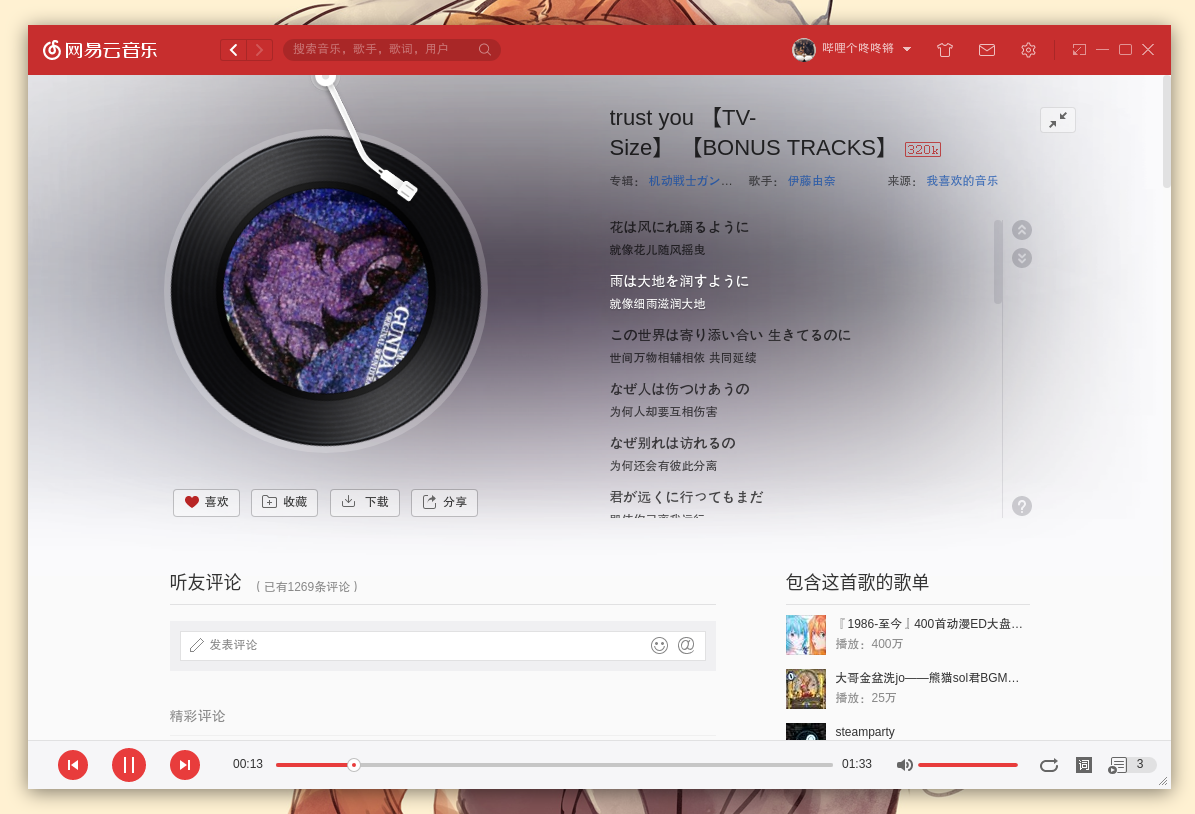 网易云音乐
搜索音乐，歌手，歌词，用户
哔哩个咚咚锵
trust you 【TV-
Size】 【BONUS TRACKS】 320k
专辑： 机动戦士ガン… 歌手： 伊藤由奈 来源： 我喜欢的音乐
花は风にれ踊るように
就像花儿随风摇曳
雨は大地を润すように
就像细雨滋润大地
この世界は寄り添い合い 生きてるのに
世间万物相辅相依 共同延续
なぜ人は伤つけあうの
为何人却要互相伤害
なぜ别れは访れるの
为何还会有彼此分离
君が远くに行ってもまだ
GUNDA
喜欢 收藏 下载 分享
听友评论 （已有1269条评论）
发表评论
精彩评论
包含这首歌的歌单
『1986-至今』400首动漫ED大盘…
播放：400万
大哥金盆洗jo——熊猫sol君BGM…
播放：25万
steamparty
00:13 01:33 词 3